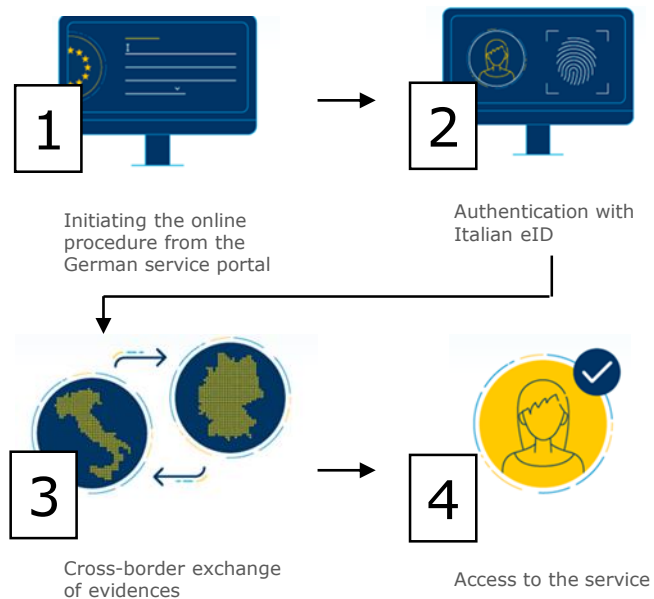 1
2
Initiating the online
procedure from the
German service portal
Authentication with
Italian eID
3
4
Cross-border exchange
of evidences
Access to the service